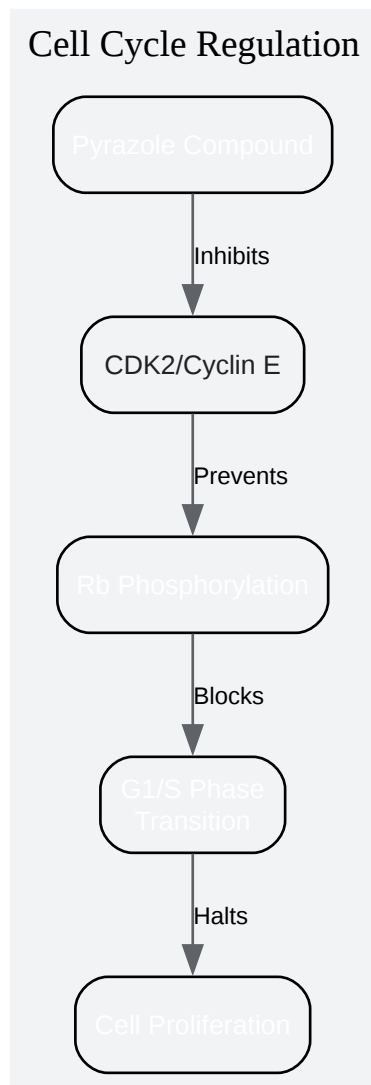 Cell Cycle Regulation
Pyrazole Compound
Inhibits
CDK2/Cyclin E
Prevents
Rb Phosphorylation
Blocks
G1/S Phase
Transition
Halts
Cell Proliferation